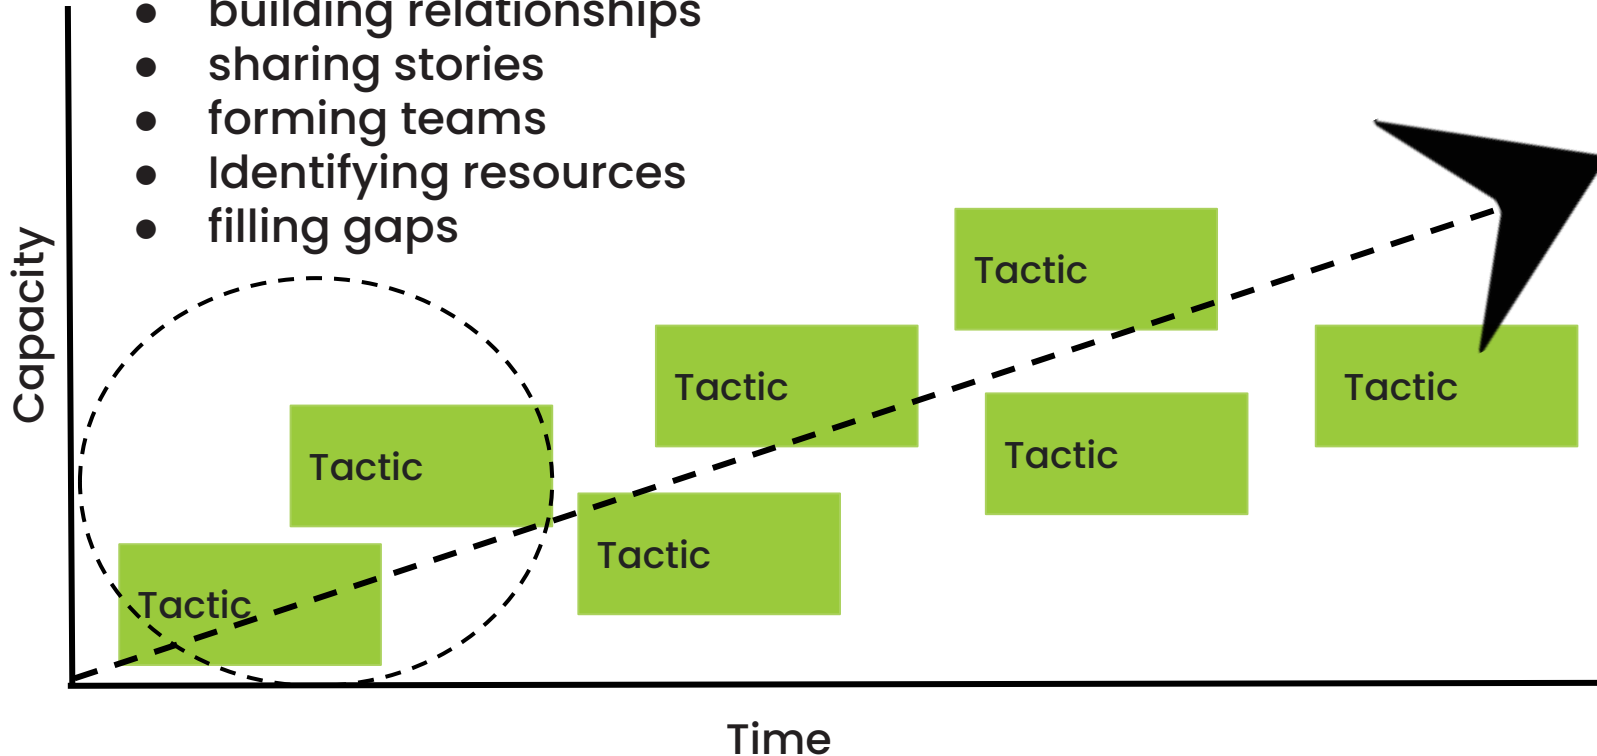 ● building relationships
● sharing stories
● forming teams
● Identifying resources
● filling gaps
Capacity
Tactic
Tactic
Tactic
Tactic
Tactic
Tactic
Tactic
Time